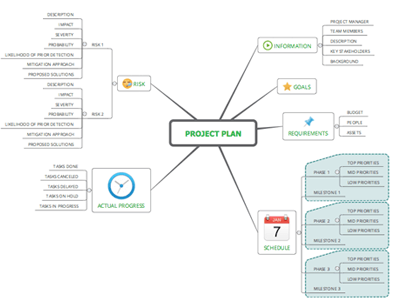 PROJECT PLAN
INFORMATION
PROJECT MANAGER
TEAM MEMBERS
DESCRIPTION
KEY STAKEHOLDERS
BACKGROUND
GOALS
REQUIREMENTS
BUDGET
PEOPLE
ASSETS
JAN
7
SCHEDULE
PHASE 1
TOP PRIORITIES
MID PRIORITIES
LOW PRIORITIES
MILESTONE 1
PHASE 2
TOP PRIORITIES
MID PRIORITIES
LOW PRIORITIES
MILESTONE 2
PHASE 3
TOP PRIORITIES
MID PRIORITIES
LOW PRIORITIES
MILESTONE 3
RISK
RISK 1
DESCRIPTION
IMPACT
SEVERITY
PROBABILITY
LIKELIHOOD OF PRIOR DETECTION
MITIGATION APPROACH
PROPOSED SOLUTIONS
RISK 2
DESCRIPTION
IMPACT
SEVERITY
PROBABILITY
LIKELIHOOD OF PRIOR DETECTION
MITIGATION APPROACH
PROPOSED SOLUTIONS
ACTUAL PROGRESS
TASKS DONE
TASKS CANCELED
TASKS DELAYED
TASKS ON HOLD
TASKS IN PROGRESS